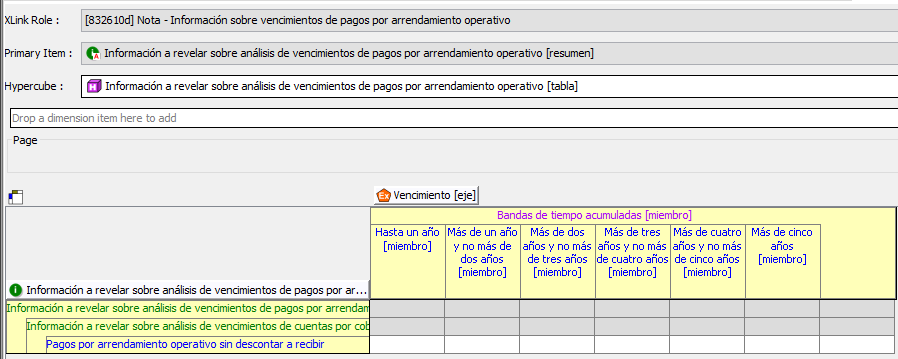 XLink Role :
[832610d] Nota - Información sobre vencimientos de pagos por arrendamiento operativo
Primary Item :
Información a revelar sobre análisis de vencimientos de pagos por arrendamiento operativo [resumen]
Hypercube :
H
Información a revelar sobre análisis de vencimientos de pagos por arrendamiento operativo [tabla]
Drop a dimension item here to add
Page
Ex
Vencimiento [eje]
Bandas de tiempo acumuladas [miembro]
Hasta un año
[miembro]
Más de un año
y no más de
dos años
[miembro]
Más de dos
años y no más
de tres años
[miembro]
Más de tres
años y no más
de cuatro años
[miembro]
Más de cuatro
años y no más
de cinco años
[miembro]
Más de cinco
años
[miembro]
Información a revelar sobre análisis de vencimientos de pagos por ar...
Información a revelar sobre análisis de vencimientos de pagos por arrendam
Información a revelar sobre análisis de vencimientos de cuentas por cob
Pagos por arrendamiento operativo sin descontar a recibir